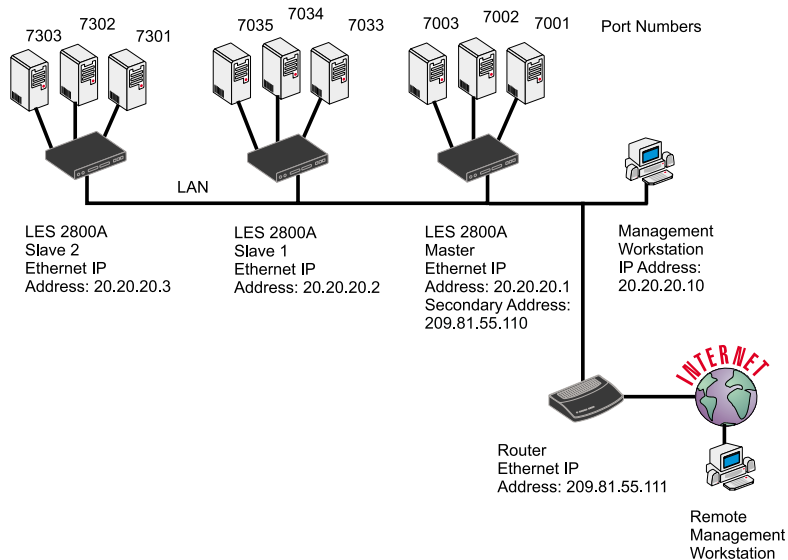 7303
7302
7301
7035
7034
7033
7003
7002
7001
Port Numbers
LAN
LES 2800A
Slave 2
Ethernet IP
Address: 20.20.20.3
LES 2800A
Slave 1
Ethernet IP
Address: 20.20.20.2
LES 2800A
Master
Ethernet IP
Address: 20.20.20.1
Secondary Address:
209.81.55.110
Management
Workstation
IP Address:
20.20.20.10
INTERNET
Router
Ethernet IP
Address: 209.81.55.111
Remote
Management
Workstation